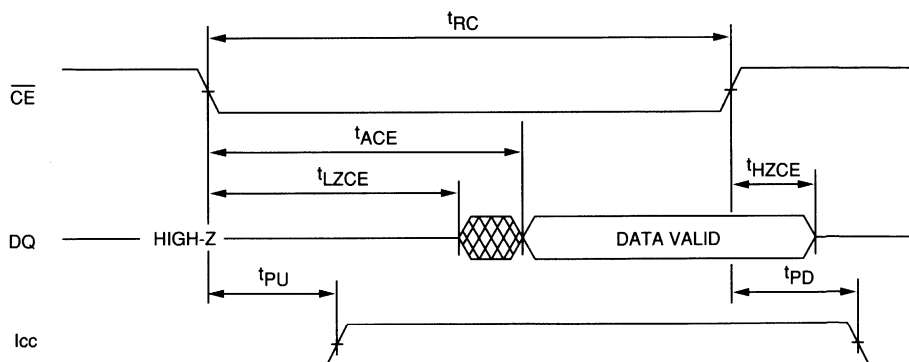 tRC
CE
tACE
tLZCE
tHZCE
DQ
HIGH-Z
DATA VALID
tPU
tPD
Icc